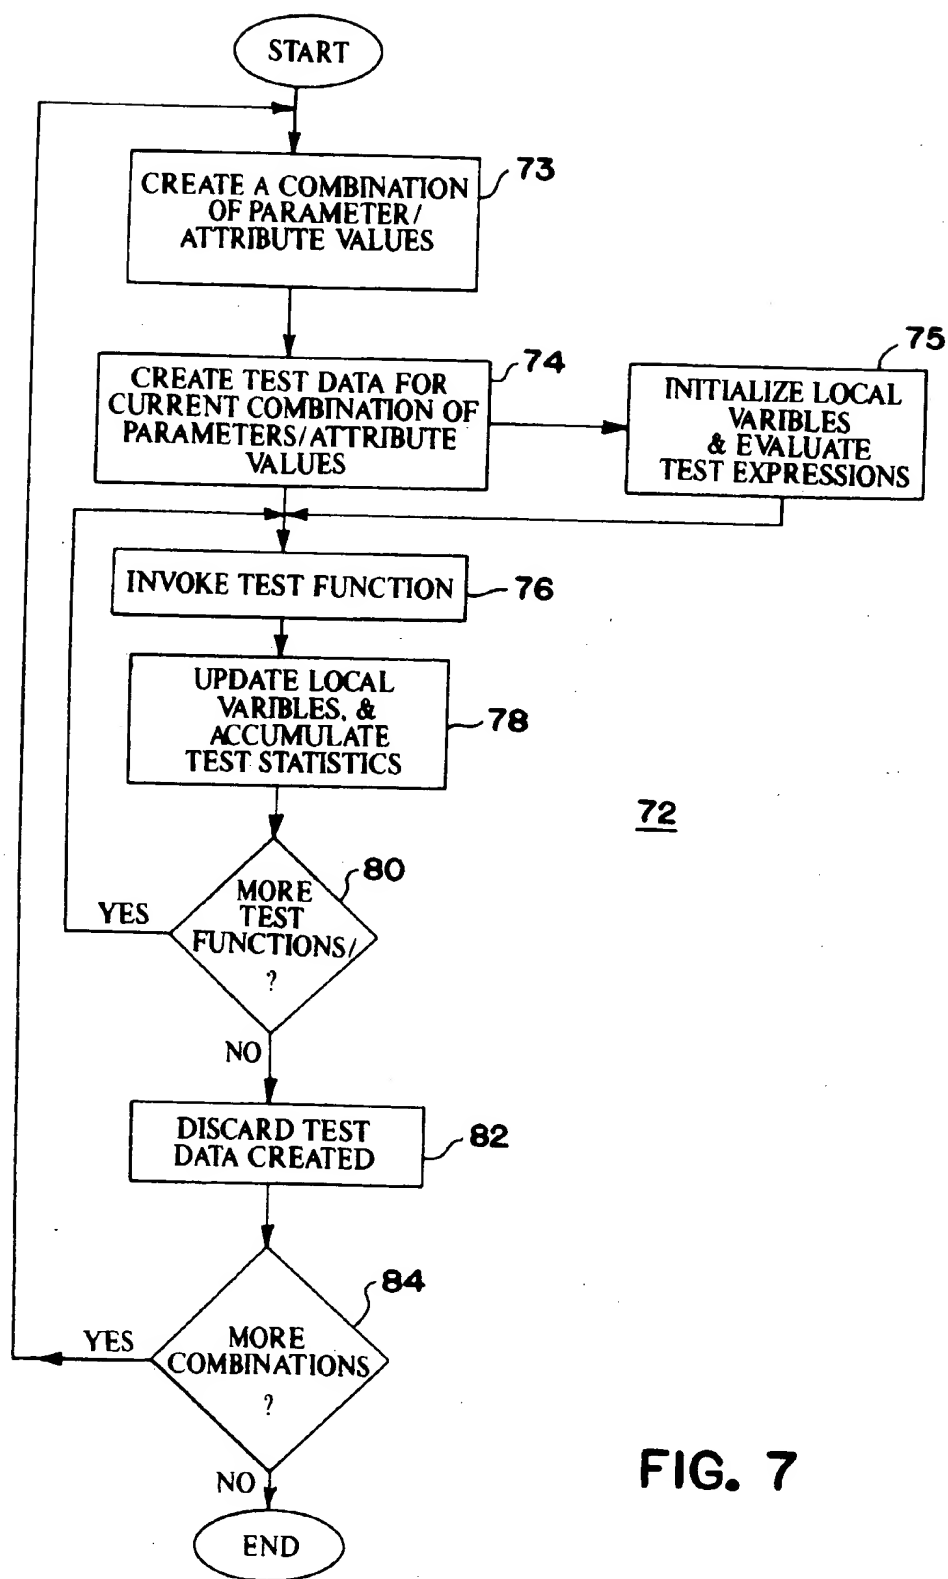 START
CREATE A COMBINATION
OF PARAMETER/
ATTRIBUTE VALUES
73
CREATE TEST DATA FOR
CURRENT COMBINATION OF
PARAMETERS/ATTRIBUTE
VALUES
74
INITIALIZE LOCAL
VARIBLES
& EVALUATE
TEST EXPRESSIONS
75
INVOKE TEST FUNCTION
76
UPDATE LOCAL
VARIBLES, &
ACCUMULATE
TEST STATISTICS
78
72
MORE
TEST
FUNCTIONS/
?
80
YES
NO
DISCARD TEST
DATA CREATED
82
MORE
COMBINATIONS
?
84
YES
NO
END
FIG. 7